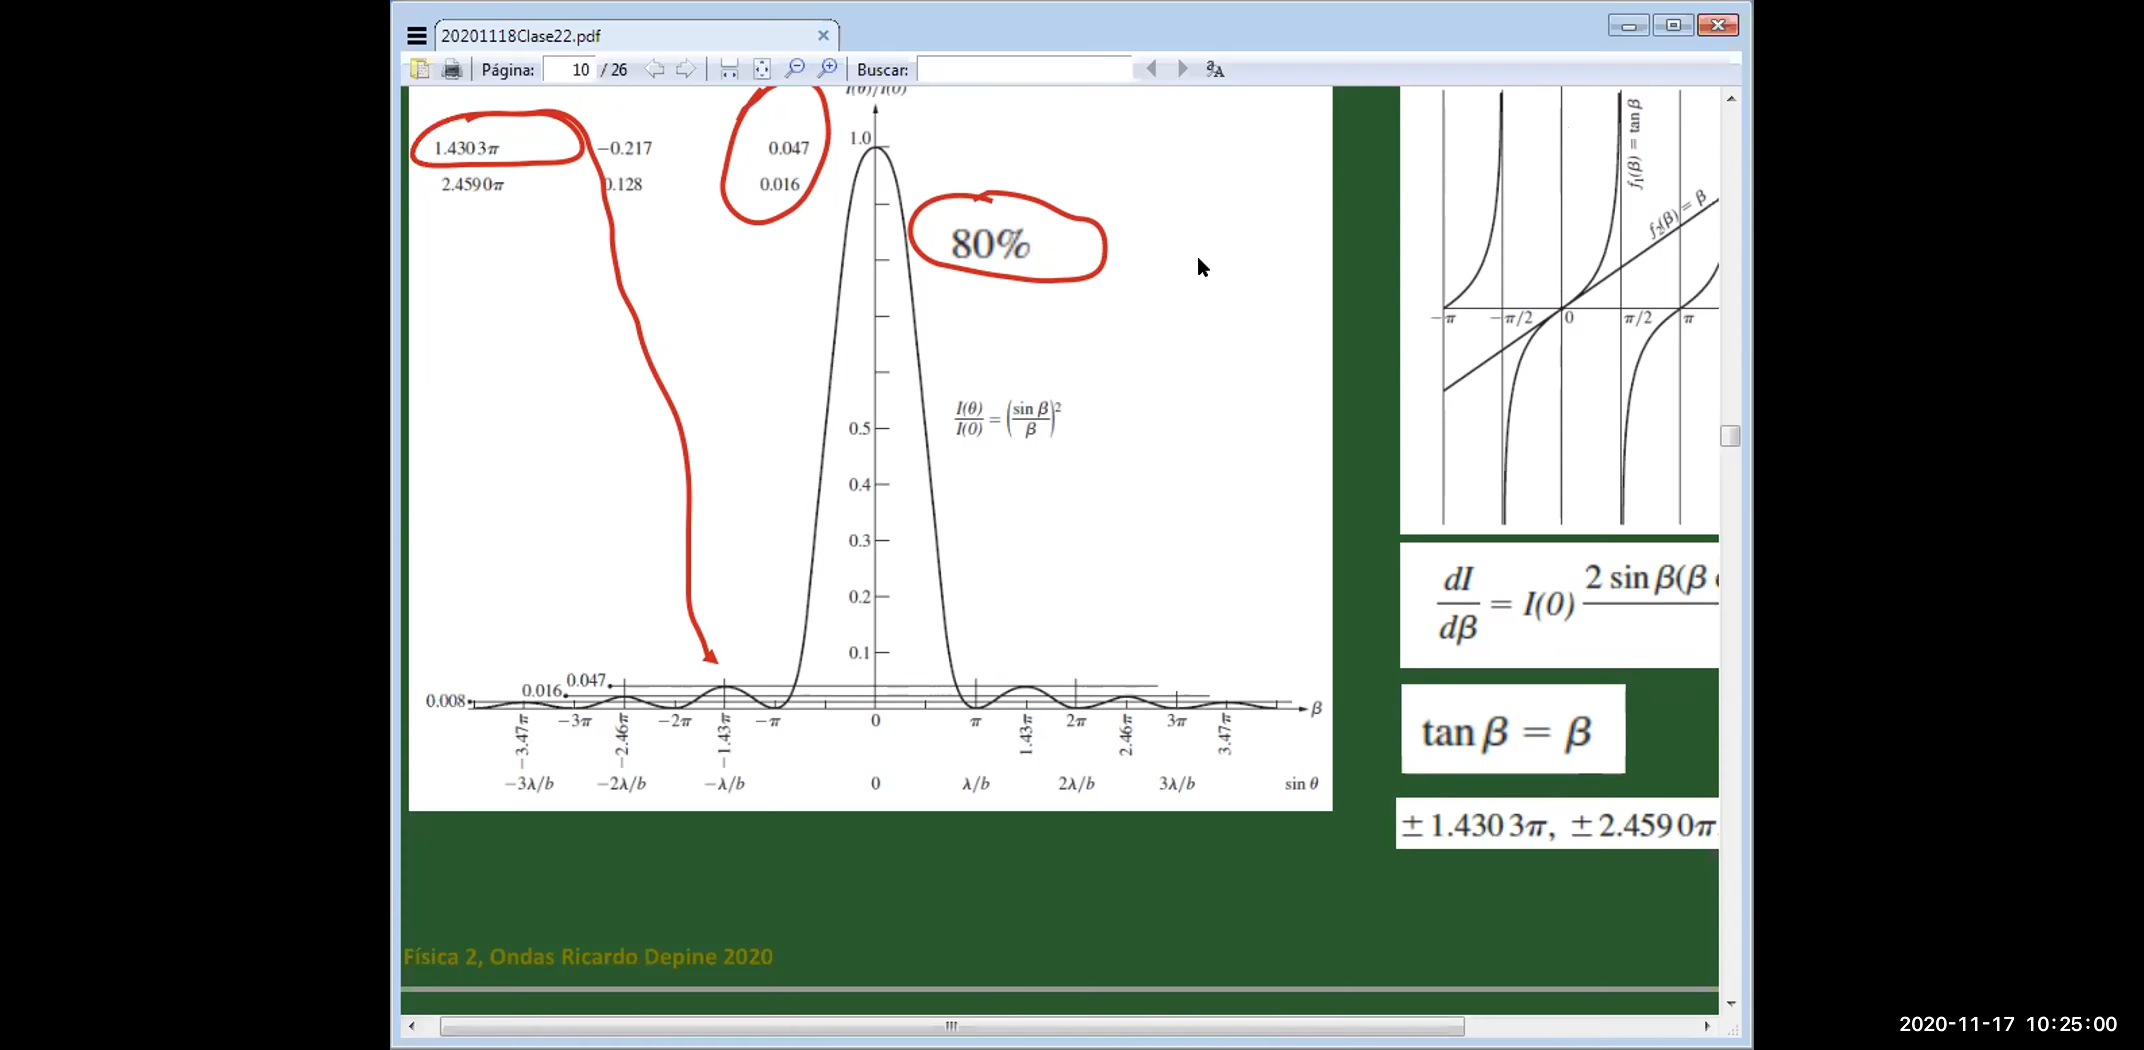 20201118Clase22.pdf
Página: 10 / 26 Buscar:
I(θ)/I(0)
1.0
1.4303π −0.217 0.047
2.4590π 0.128 0.016
80%
I(θ)/I(0) = (sin β/β)²
0.5
0.4
0.3
0.2
0.1
0.047
0.016
0.008
−3π −2π −π 0 π 2π 3π β
−3.47π −2.46π −1.43π 1.43π 2.46π 3.47π
−3λ/b −2λ/b −λ/b 0 λ/b 2λ/b 3λ/b sin θ
f₁(β) = tan β
f₂(β) = β
−π −π/2 0 π/2 π
dI/dβ = I(0) 2 sin β(β
tan β = β
±1.4303π, ±2.4590π
Física 2, Ondas Ricardo Depine 2020
2020-11-17 10:25:00